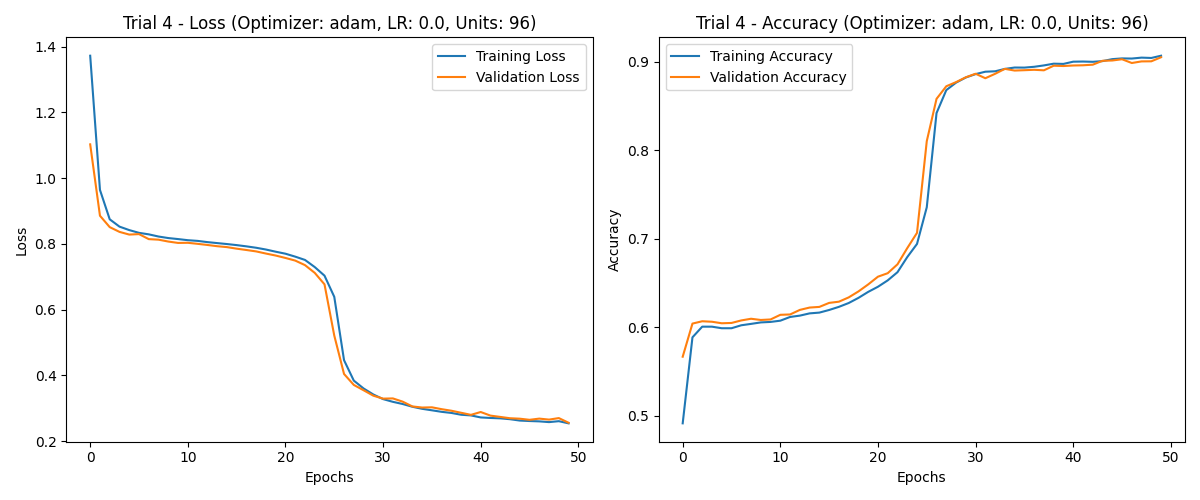 Trial 4 - Loss (Optimizer: adam, LR: 0.0, Units: 96)
1.4
1.2
1.0
0.8
0.6
0.4
0.2
Loss
Training Loss
Validation Loss
0 10 20 30 40 50
Epochs
Trial 4 - Accuracy (Optimizer: adam, LR: 0.0, Units: 96)
0.9
0.8
0.7
0.6
0.5
Accuracy
Training Accuracy
Validation Accuracy
0 10 20 30 40 50
Epochs